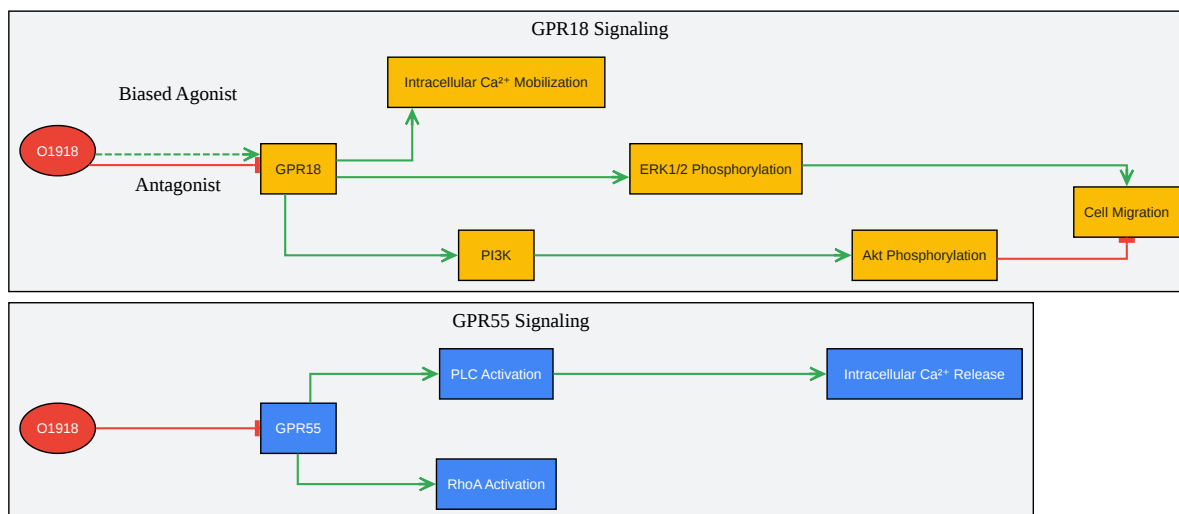 GPR18 Signaling
Intracellular Ca²⁺ Mobilization
Biased Agonist
O1918
GPR18
ERK1/2 Phosphorylation
Antagonist
Cell Migration
PI3K
Akt Phosphorylation
GPR55 Signaling
PLC Activation
Intracellular Ca²⁺ Release
O1918
GPR55
RhoA Activation